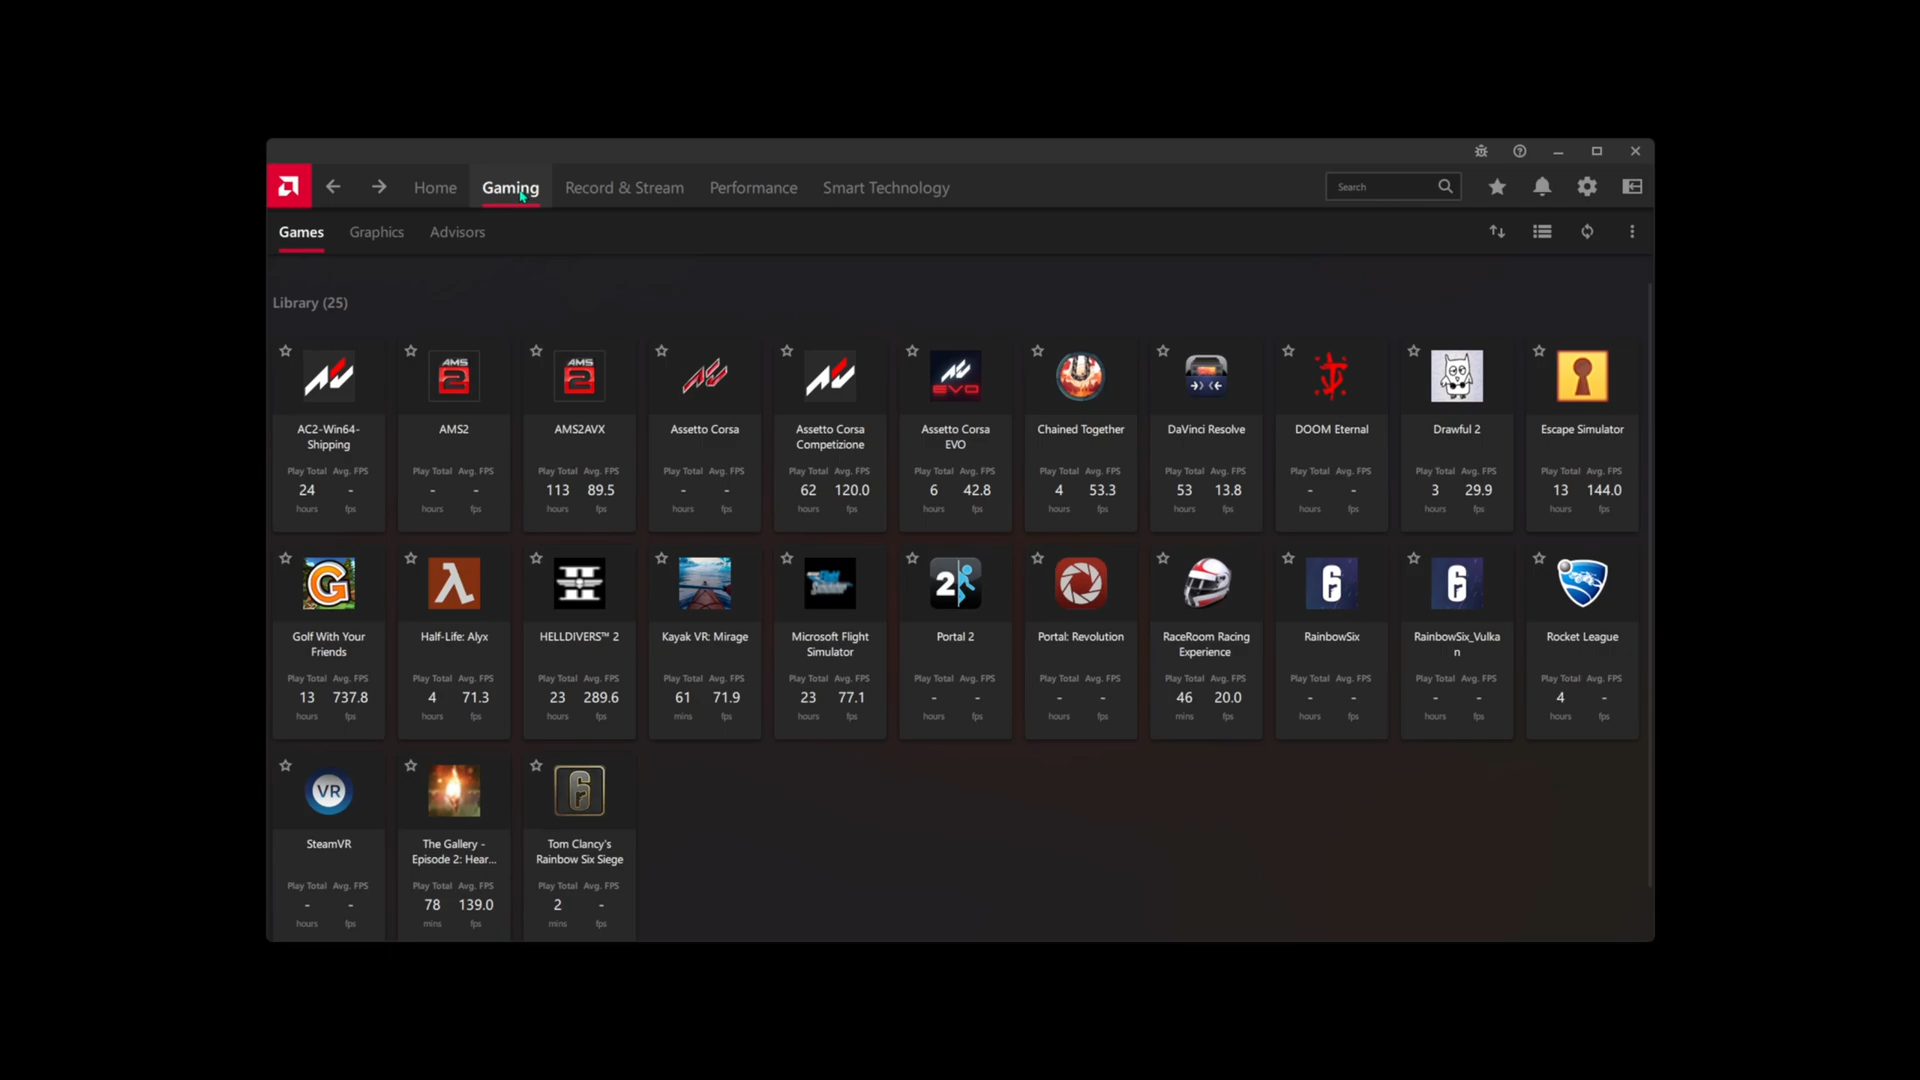 Home Gaming Record & Stream Performance Smart Technology Search
Games Graphics Advisors
Library (25)
AMS 2 AMS 2 EVO
AC2-Win64-Shipping AMS2 AMS2AVX Assetto Corsa Assetto Corsa Competizione Assetto Corsa EVO Chained Together DaVinci Resolve DOOM Eternal Drawful 2 Escape Simulator
Play Total Avg. FPS Play Total Avg. FPS Play Total Avg. FPS Play Total Avg. FPS Play Total Avg. FPS Play Total Avg. FPS Play Total Avg. FPS Play Total Avg. FPS Play Total Avg. FPS Play Total Avg. FPS Play Total Avg. FPS
24 - - - 113 89.5 - - 62 120.0 6 42.8 4 53.3 53 13.8 - - 3 29.9 13 144.0
hours fps hours fps hours fps hours fps hours fps hours fps hours fps hours fps hours fps hours fps hours fps
G λ II 2 6 6
Golf With Your Friends Half-Life: Alyx HELLDIVERS™ 2 Kayak VR: Mirage Microsoft Flight Simulator Portal 2 Portal: Revolution RaceRoom Racing Experience RainbowSix RainbowSix_Vulkan Rocket League
Play Total Avg. FPS Play Total Avg. FPS Play Total Avg. FPS Play Total Avg. FPS Play Total Avg. FPS Play Total Avg. FPS Play Total Avg. FPS Play Total Avg. FPS Play Total Avg. FPS Play Total Avg. FPS Play Total Avg. FPS
13 737.8 4 71.3 23 289.6 61 71.9 23 77.1 - - - - 46 20.0 - - - - 4 -
hours fps hours fps hours fps mins fps hours fps hours fps hours fps mins fps hours fps hours fps hours fps
VR 6
SteamVR The Gallery - Episode 2: Hear... Tom Clancy's Rainbow Six Siege
Play Total Avg. FPS Play Total Avg. FPS Play Total Avg. FPS
- - 78 139.0 2 -
hours fps mins fps mins fps